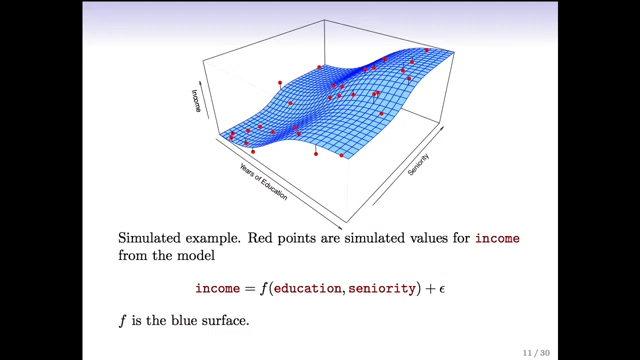 Income
Years of Education
Seniority
Simulated example. Red points are simulated values for income
from the model
income = f(education, seniority) + ϵ
f is the blue surface.
11 / 30